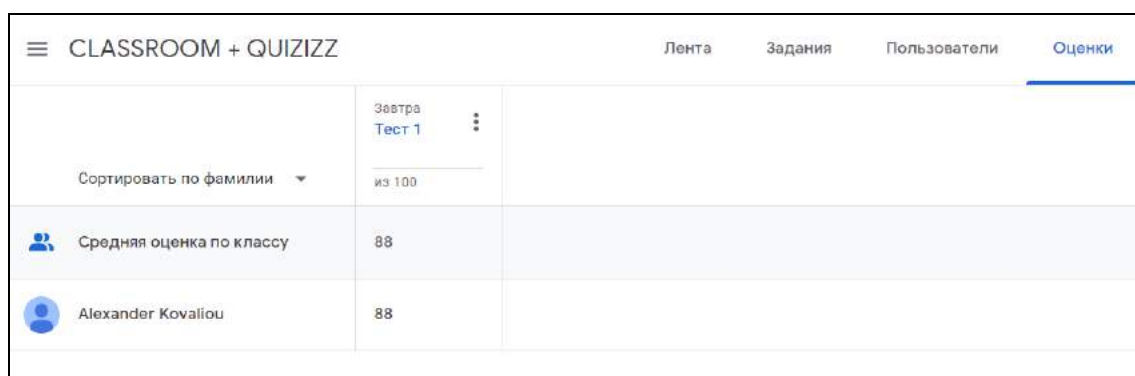 CLASSROOM + QUIZIZZ
Лента Задания Пользователи Оценки
Завтра
Тест 1
Сортировать по фамилии
из 100
Средняя оценка по классу 88
Alexander Kovaliou 88